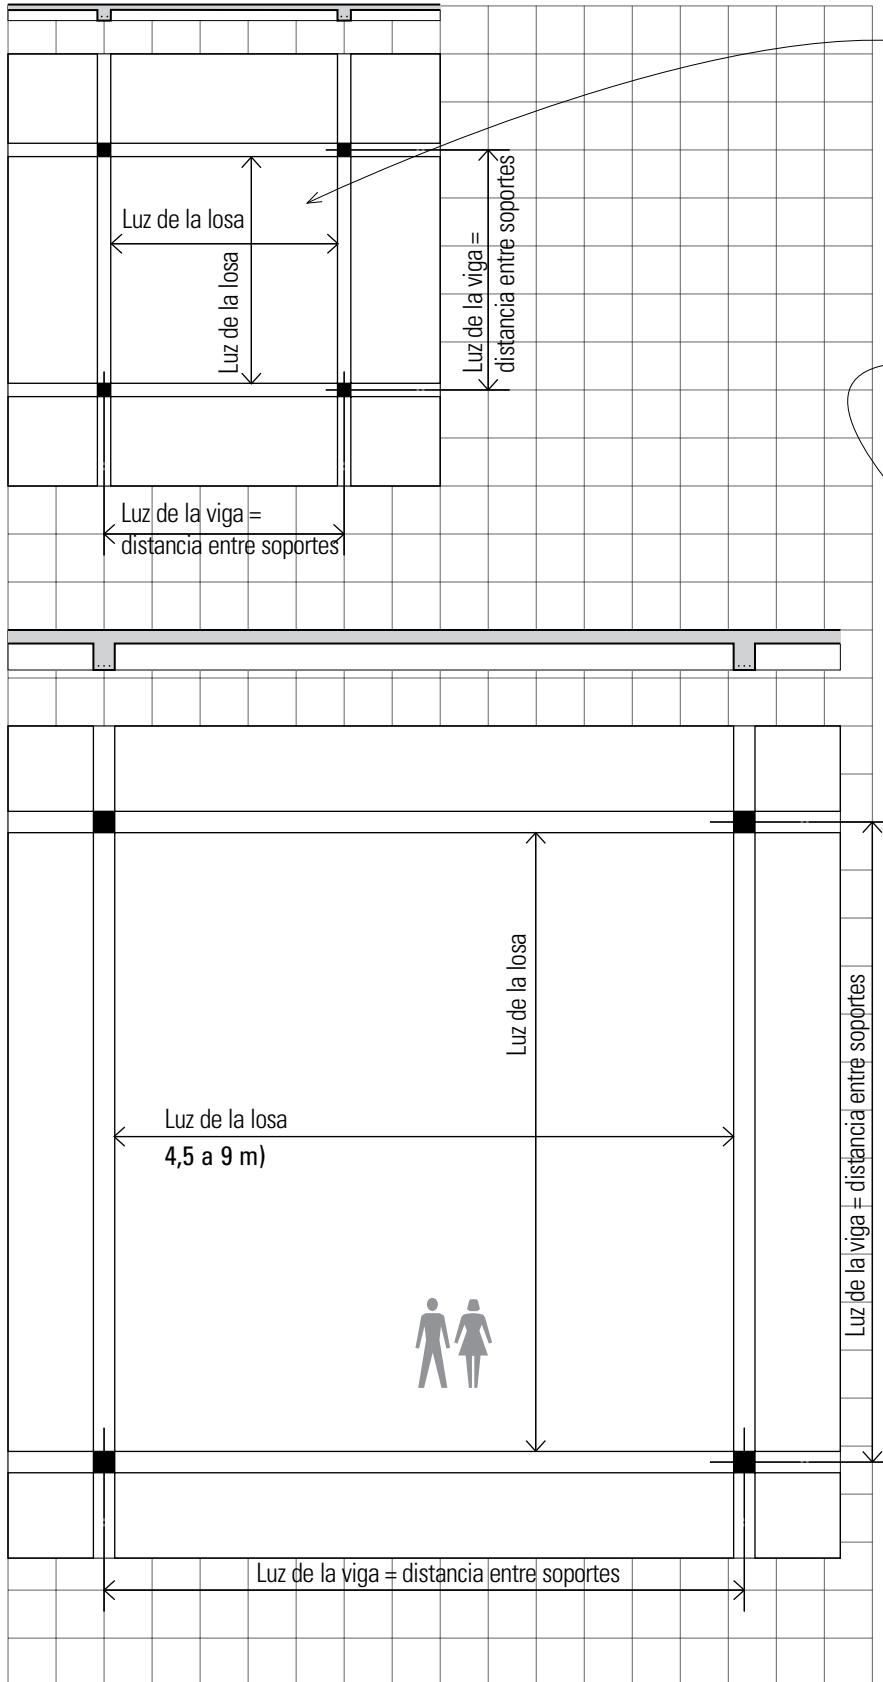 Luz de la losa
Luz de la losa
Luz de la viga =
distancia entre soportes
Luz de la viga =
distancia entre soportes
Luz de la losa
Luz de la losa
4,5 a 9 m)
Luz de la viga = distancia entre soportes
Luz de la viga = distancia entre soportes